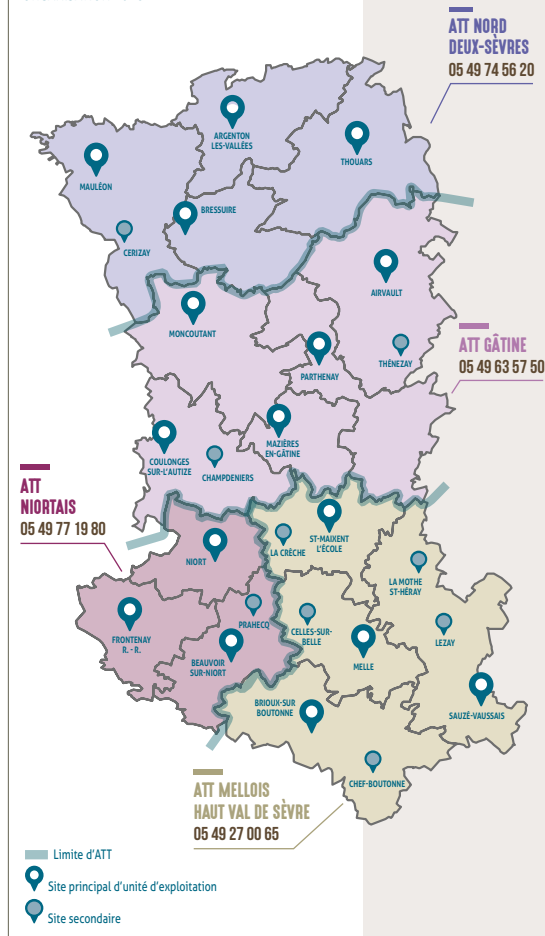 ATT NORD
DEUX-SÈVRES
05 49 74 56 20
ARGENTON
LES-VALLÉES
THOUARS
MAULÉON
BRESSUIRE
CERIZAY
AIRVAULT
MONCOUTANT
THÉNEZAY
PARTHENAY
ATT GÂTINE
05 49 63 57 50
MAZIÈRES
EN-GÂTINE
COULONGES
SUR-L'AUTIZE
CHAMPDENIERS
ATT
NIORTAIS
05 49 77 19 80
ST-MAIXENT
L'ÉCOLE
LA CRÈCHE
NIORT
LA MOTHE
ST-HÉRAY
PRAHECQ
CELLES-SUR-
BELLE
LEZAY
FRONTENAY
R. - R.
BEAUVOIR
SUR-NIORT
MELLE
BRIOUX-SUR
BOUTONNE
SAUZÉ-VAUSSAIS
CHEF-BOUTONNE
ATT MELLOIS
HAUT VAL DE SÈVRE
05 49 27 00 65
Limite d'ATT
Site principal d'unité d'exploitation
Site secondaire